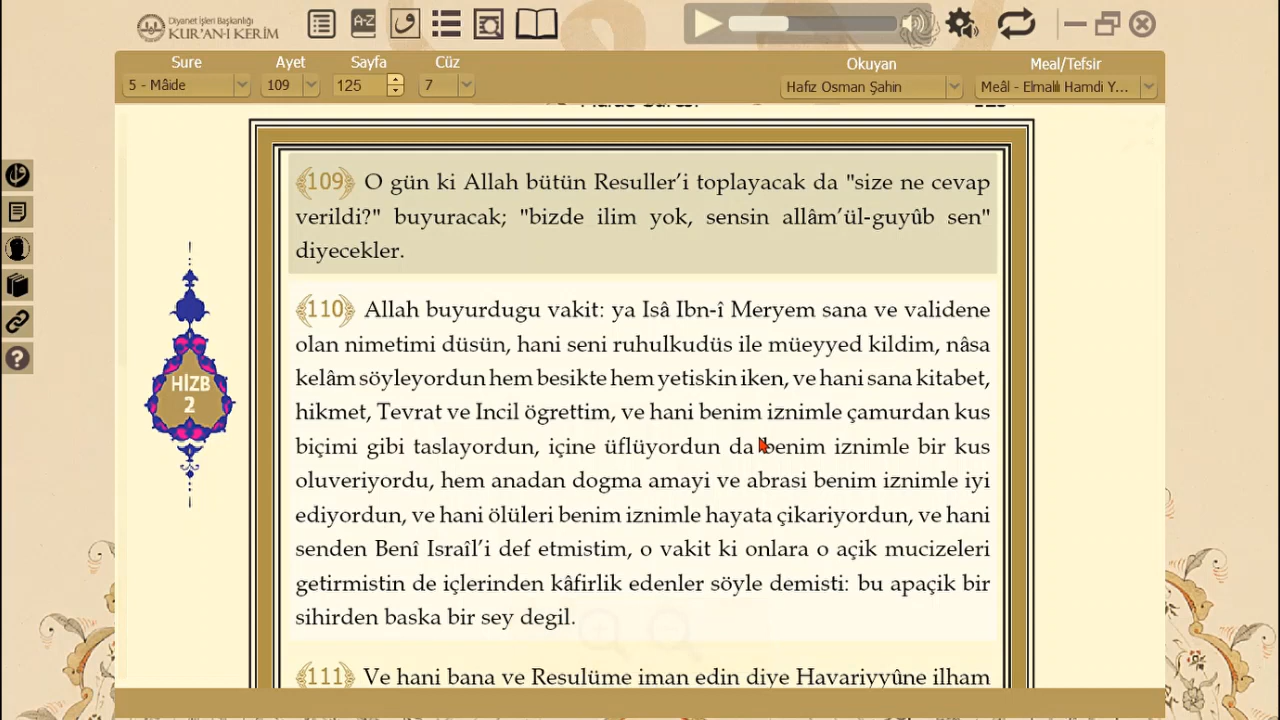 Diyanet İşleri Başkanlığı
KUR'AN-I KERİM
A-Z
Sure Ayet Sayfa Cüz Okuyan Meal/Tefsir
5 - Mâide 109 125 7 Hafız Osman Şahin Meâl - Elmalılı Hamdi Y...
(109) O gün ki Allah bütün Resuller'i toplayacak da "size ne cevap
verildi?" buyuracak; "bizde ilim yok, sensin allâm'ül-guyûb sen"
diyecekler.
(110) Allah buyurdugu vakit: ya Isâ Ibn-î Meryem sana ve validene
olan nimetimi düsün, hani seni ruhulkudüs ile müeyyed kildim, nâsa
kelâm söyleyordun hem besikte hem yetiskin iken, ve hani sana kitabet,
hikmet, Tevrat ve Incil ögrettim, ve hani benim iznimle çamurdan kus
biçimi gibi taslayordun, içine üflüyordun da benim iznimle bir kus
oluveriyordu, hem anadan dogma amayi ve abrasi benim iznimle iyi
ediyordun, ve hani ölüleri benim iznimle hayata çikariyordun, ve hani
senden Benî Israîl'i def etmistim, o vakit ki onlara o açik mucizeleri
getirmistin de içlerinden kâfirlik edenler söyle demisti: bu apaçik bir
sihirden baska bir sey degil.
(111) Ve hani bana ve Resulüme iman edin diye Havariyyûne ilham
HİZB
2